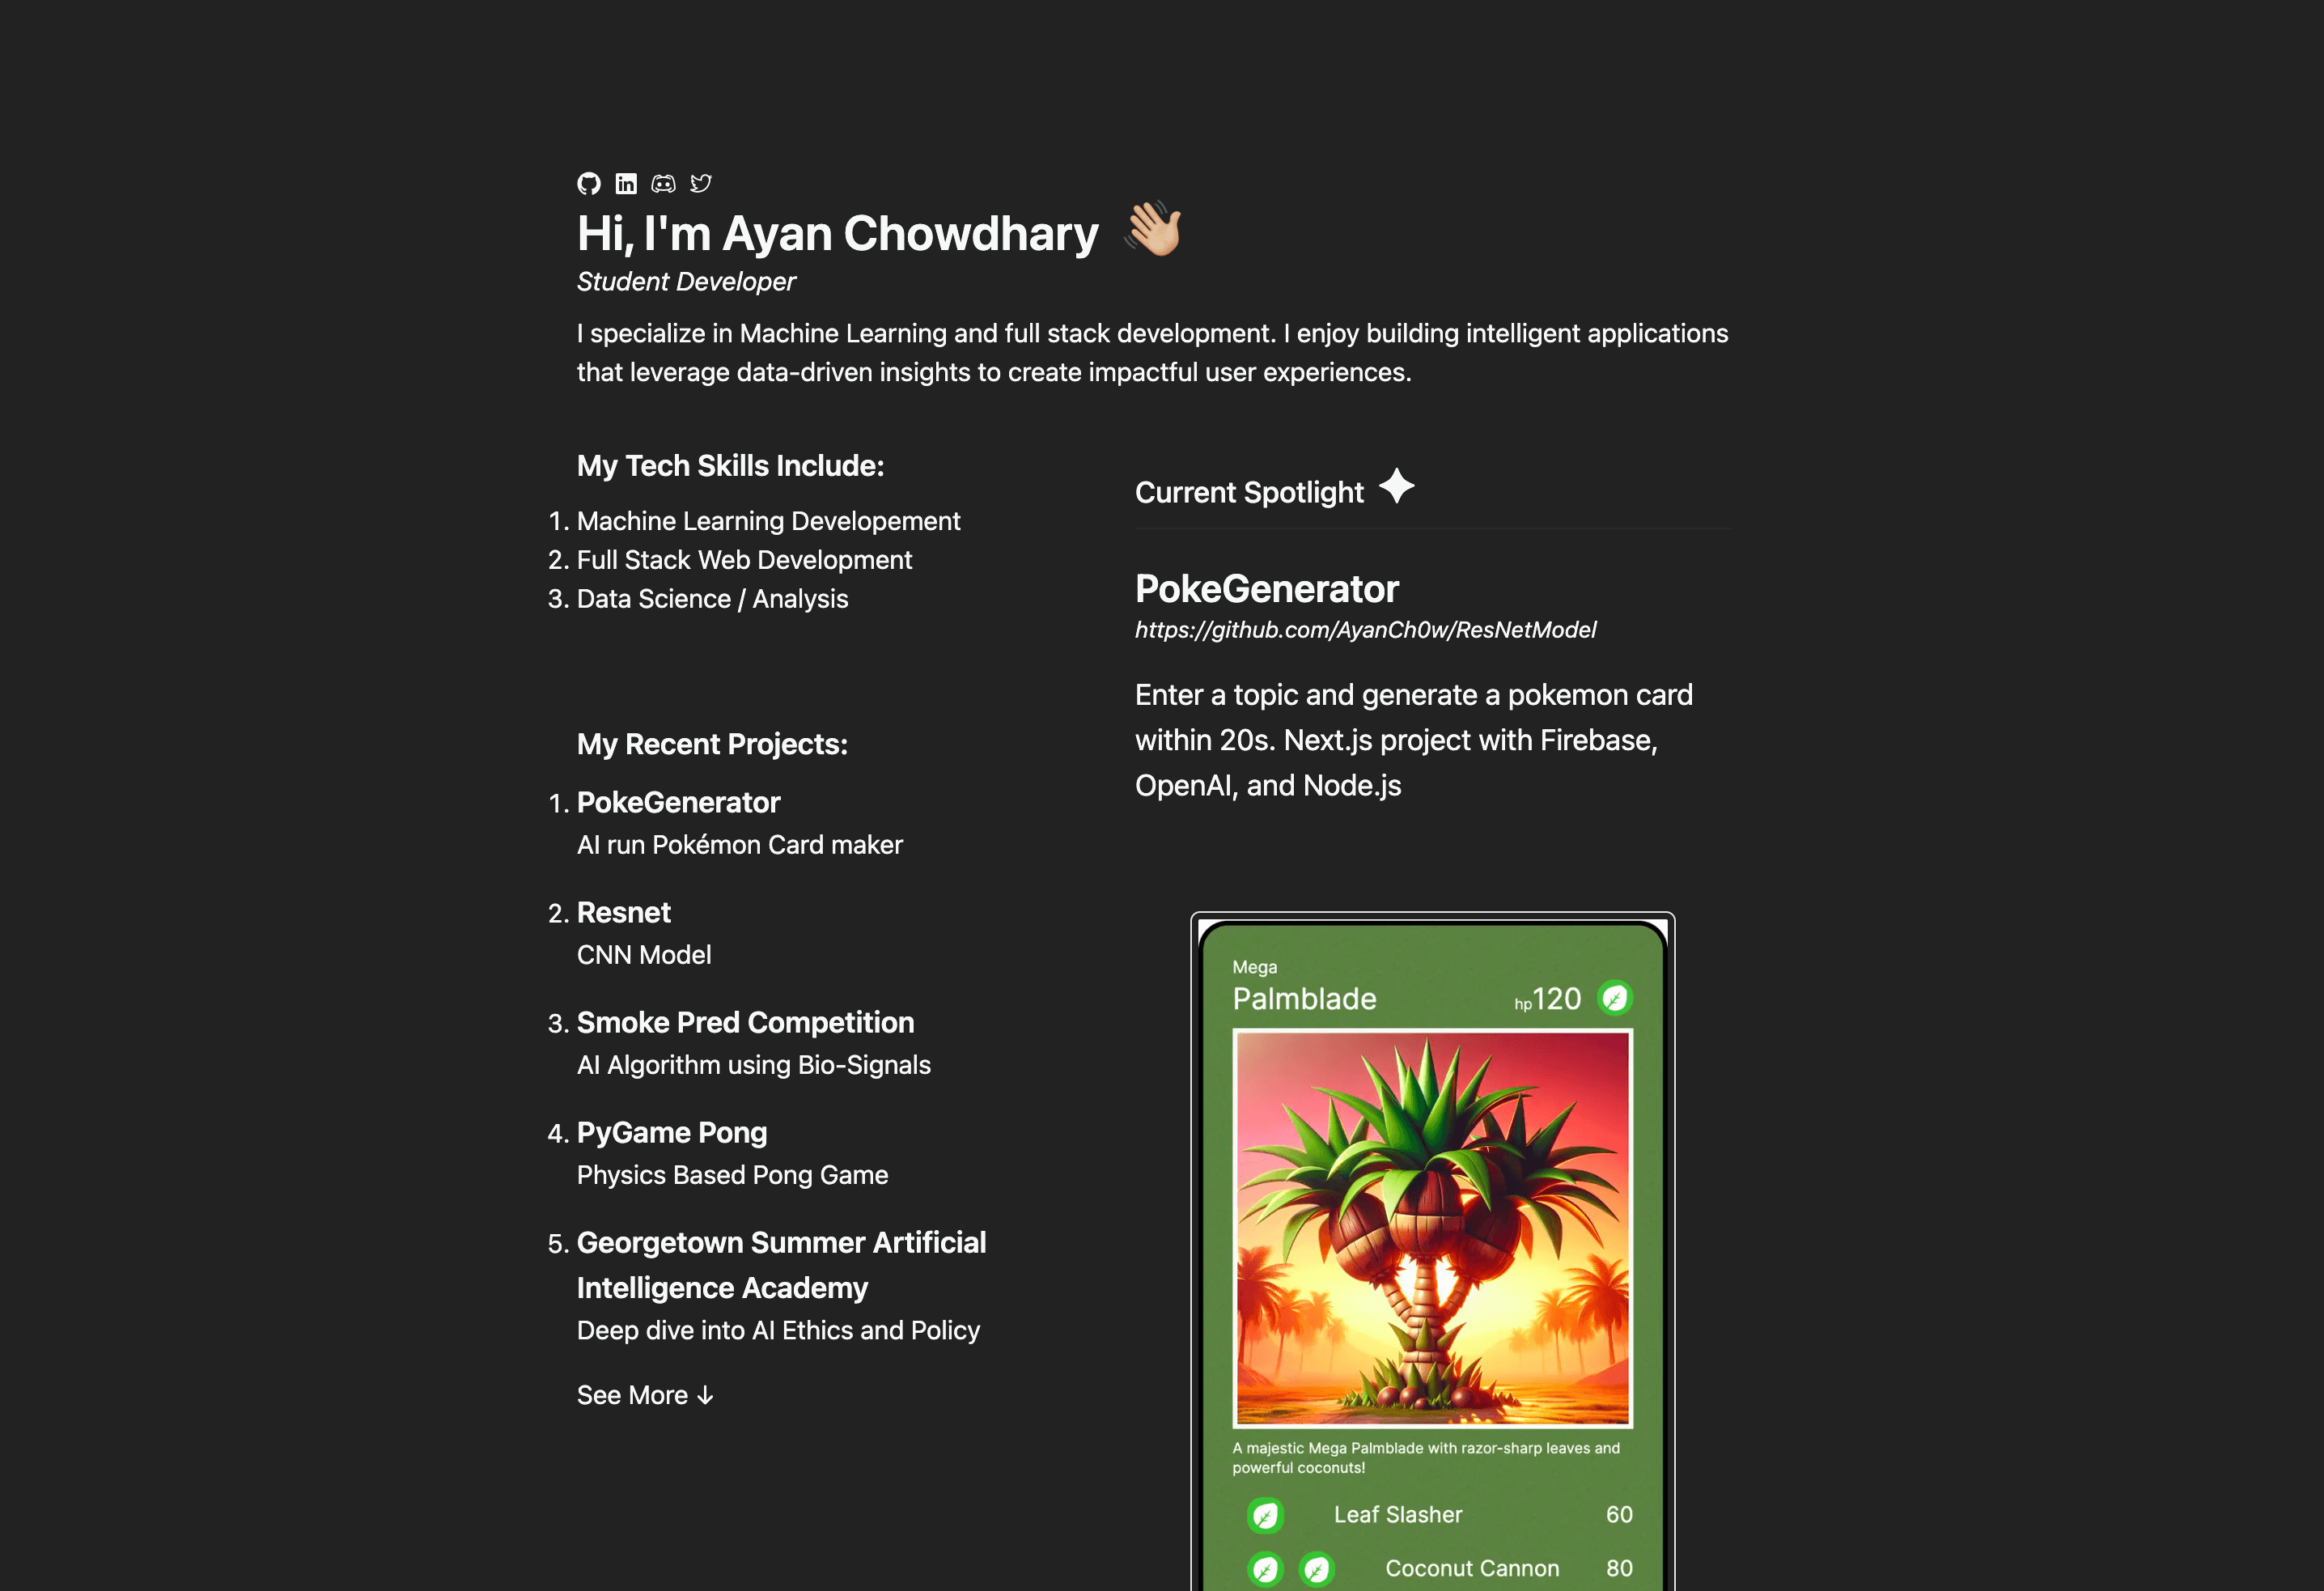 Hi, I'm Ayan Chowdhary 👋🏼
Student Developer
I specialize in Machine Learning and full stack development. I enjoy building intelligent applications
that leverage data-driven insights to create impactful user experiences.
My Tech Skills Include:
1. Machine Learning Developement
2. Full Stack Web Development
3. Data Science / Analysis
My Recent Projects:
1. PokeGenerator
AI run Pokémon Card maker
2. Resnet
CNN Model
3. Smoke Pred Competition
AI Algorithm using Bio-Signals
4. PyGame Pong
Physics Based Pong Game
5. Georgetown Summer Artificial
Intelligence Academy
Deep dive into AI Ethics and Policy
See More ↓
Current Spotlight
PokeGenerator
https://github.com/AyanCh0w/ResNetModel
Enter a topic and generate a pokemon card
within 20s. Next.js project with Firebase,
OpenAI, and Node.js
Mega
Palmblade hp120
A majestic Mega Palmblade with razor-sharp leaves and
powerful coconuts!
Leaf Slasher 60
Coconut Cannon 80